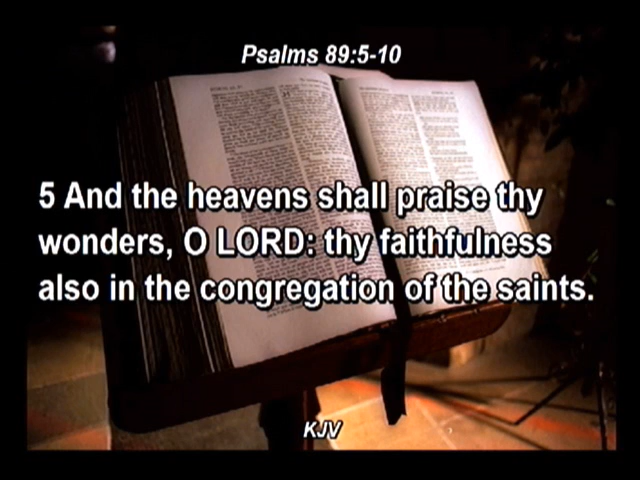 Psalms 89:5-10
5 And the heavens shall praise thy
wonders, O LORD: thy faithfulness
also in the congregation of the saints.
KJV